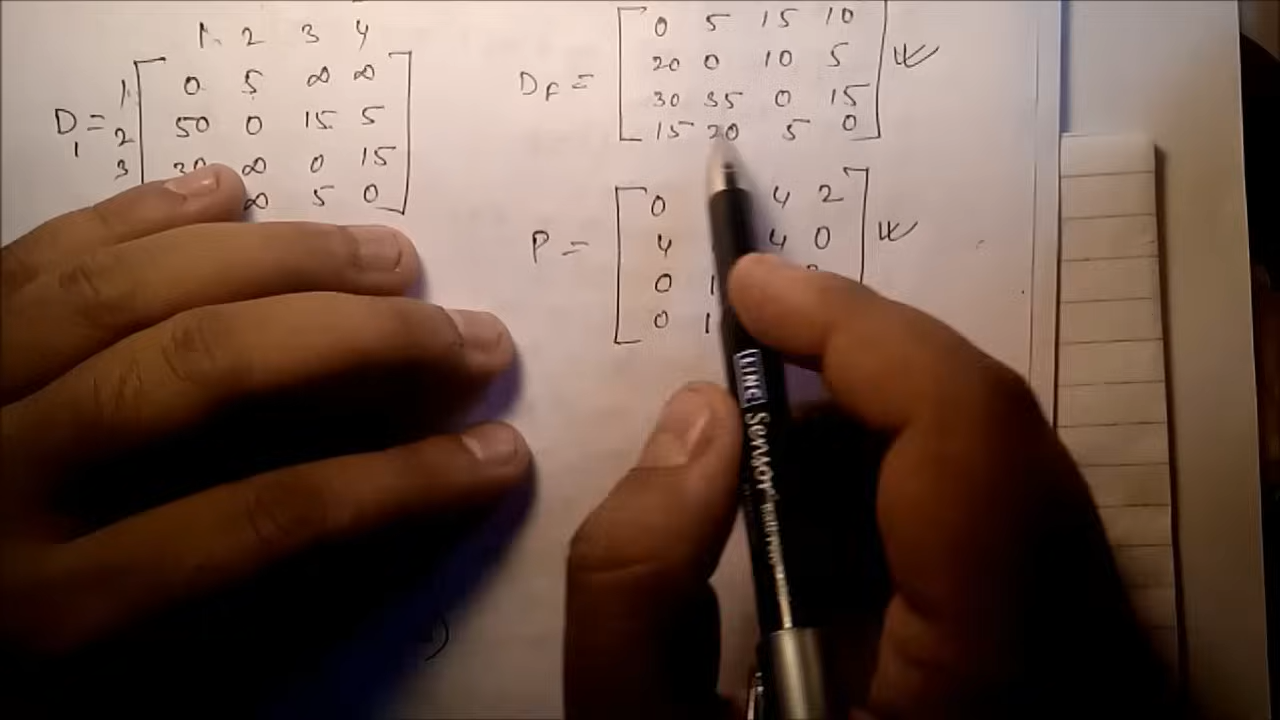 1 2 3 4
D1 =
1 0 5 ∞ ∞
2 50 0 15 5
3 30 ∞ 0 15
∞ 5 0
DF =
0 5 15 10
20 0 10 5
30 35 0 15
15 20 5 0
P =
0 4 2
4 4 0
0 1
0 1
LINC Sensor